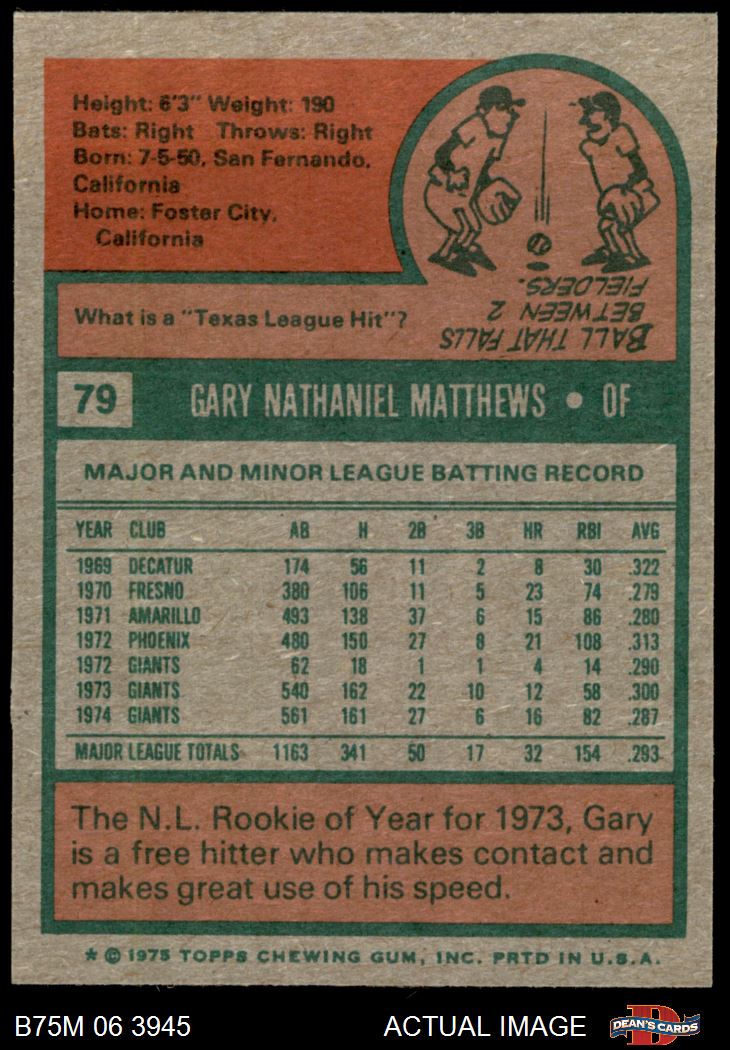 Height: 6'3" Weight: 190
Bats: Right Throws: Right
Born: 7-5-50, San Fernando,
California
Home: Foster City,
California
What is a "Texas League Hit"?
BALL THAT FALLS
BETWEEN 2
FIELDERS.
79 GARY NATHANIEL MATTHEWS • OF
MAJOR AND MINOR LEAGUE BATTING RECORD
YEAR CLUB AB H 2B 3B HR RBI AVG
1969 DECATUR 174 56 11 2 8 30 .322
1970 FRESNO 380 106 11 5 23 74 .279
1971 AMARILLO 493 138 37 6 15 86 .280
1972 PHOENIX 480 150 27 8 21 108 .313
1972 GIANTS 62 18 1 1 4 14 .290
1973 GIANTS 540 162 22 10 12 58 .300
1974 GIANTS 561 161 27 6 16 82 .287
MAJOR LEAGUE TOTALS 1163 341 50 17 32 154 .293
The N.L. Rookie of Year for 1973, Gary
is a free hitter who makes contact and
makes great use of his speed.
* © 1975 TOPPS CHEWING GUM, INC. PRTD IN U.S.A.
B75M 06 3945 ACTUAL IMAGE DEAN'S CARDS